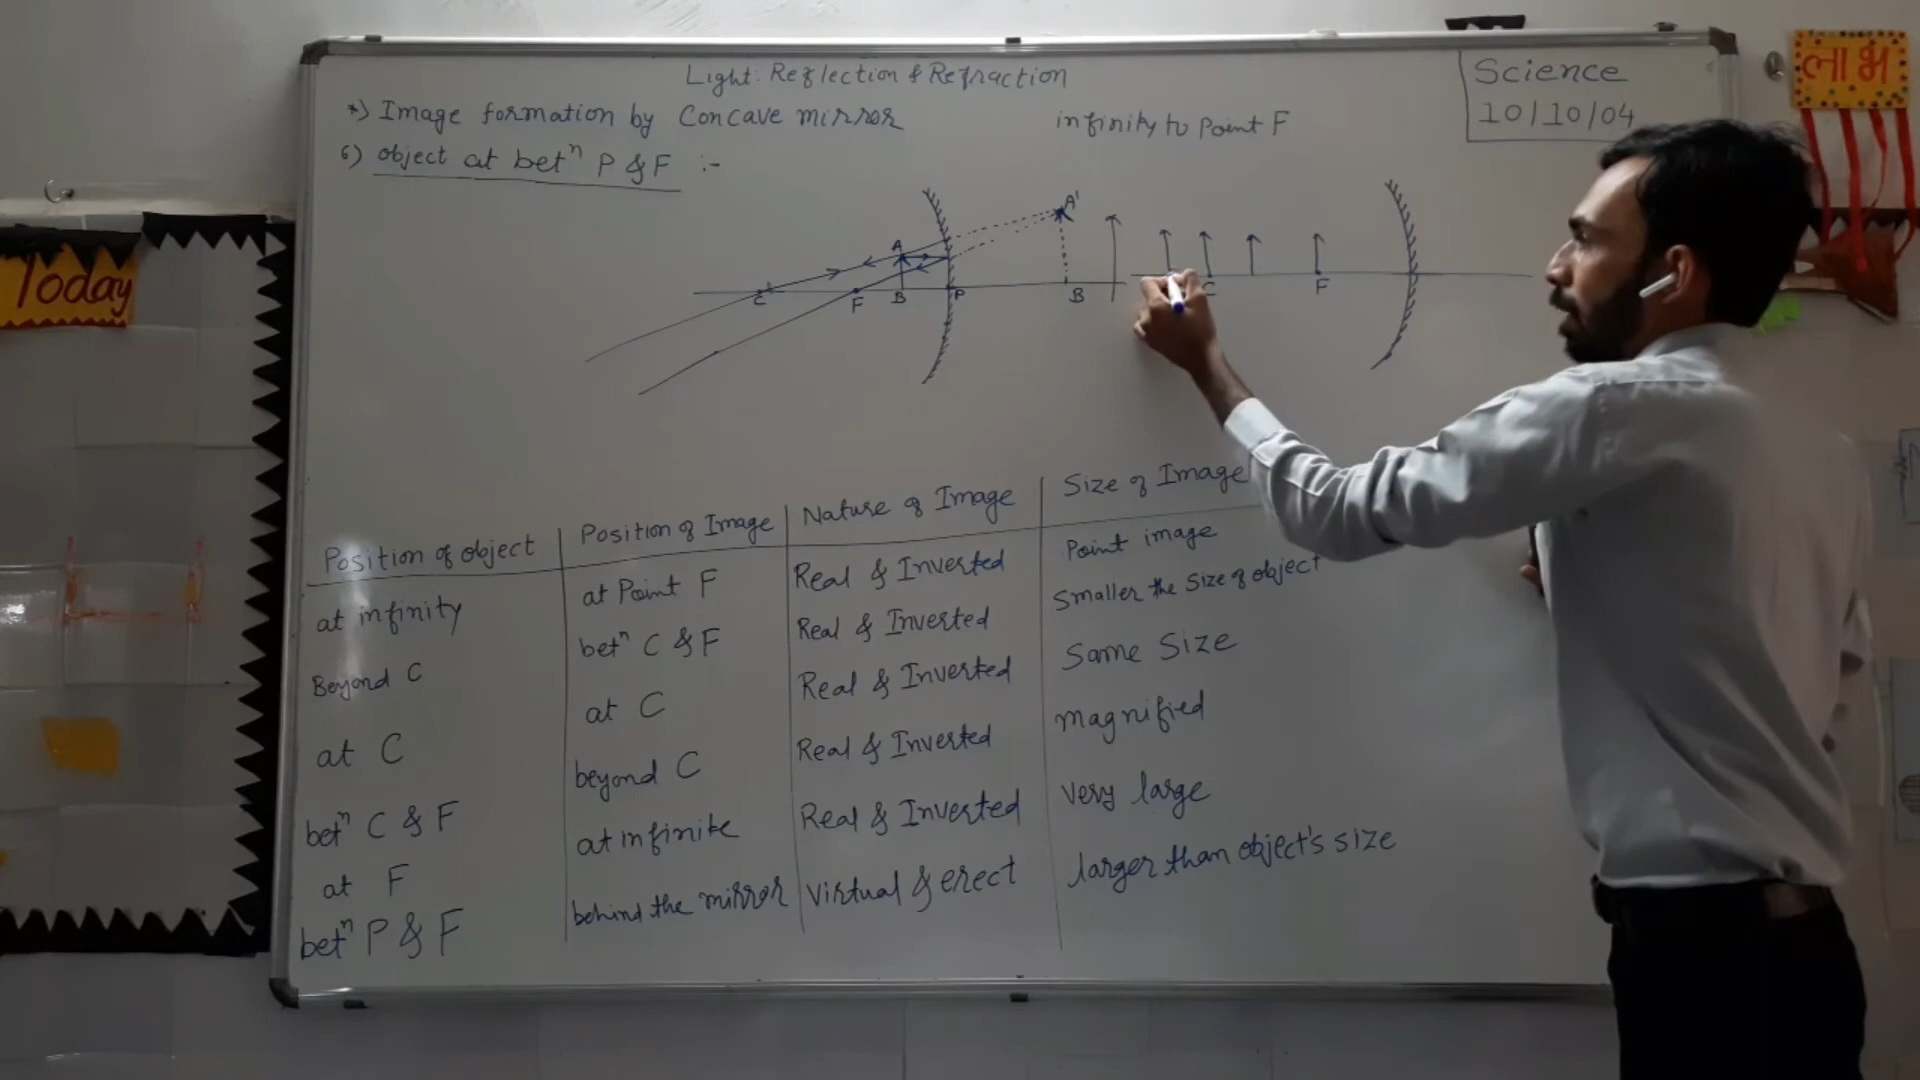 Light: Reflection & Refraction
Science
10/10/04
*) Image formation by Concave mirror
infinity to Point F
6) object at betⁿ P & F :-
A'
A
C F B P B C F
Position of object | Position of Image | Nature of Image | Size of Image
at infinity | at Point F | Real & Inverted | Point image
Beyond C | betⁿ C & F | Real & Inverted | Smaller the Size of object
at C | at C | Real & Inverted | Same Size
betⁿ C & F | beyond C | Real & Inverted | magnified
at F | at infinite | Real & Inverted | very large
betⁿ P & F | behind the mirror | virtual & erect | larger than object's size
Today
लाभ